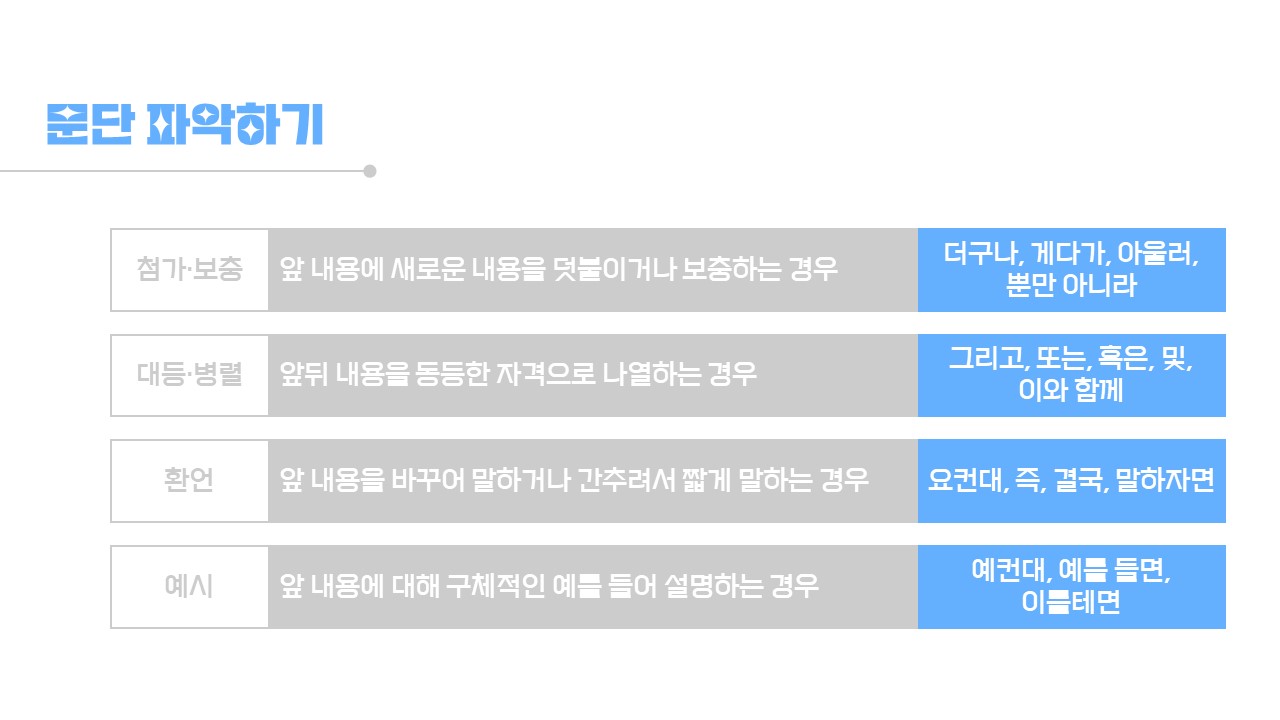 문단 파악하기
첨가·보충
앞 내용에 새로운 내용을 덧붙이거나 보충하는 경우
더구나, 게다가, 아울러,
뿐만 아니라
대등·병렬
앞뒤 내용을 동등한 자격으로 나열하는 경우
그리고, 또는, 혹은, 및,
이와 함께
환언
앞 내용을 바꾸어 말하거나 간추려서 짧게 말하는 경우
요컨대, 즉, 결국, 말하자면
예시
앞 내용에 대해 구체적인 예를 들어 설명하는 경우
예컨대, 예를 들면,
이를테면